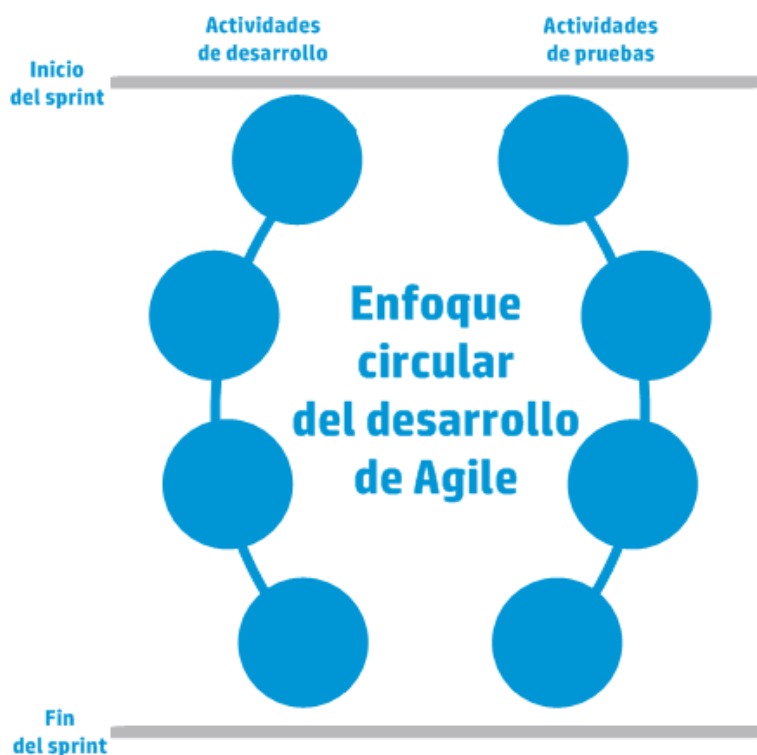 Actividades
de desarrollo
Actividades
de pruebas
Inicio
del sprint
Enfoque
circular
del desarrollo
de Agile
Fin
del sprint